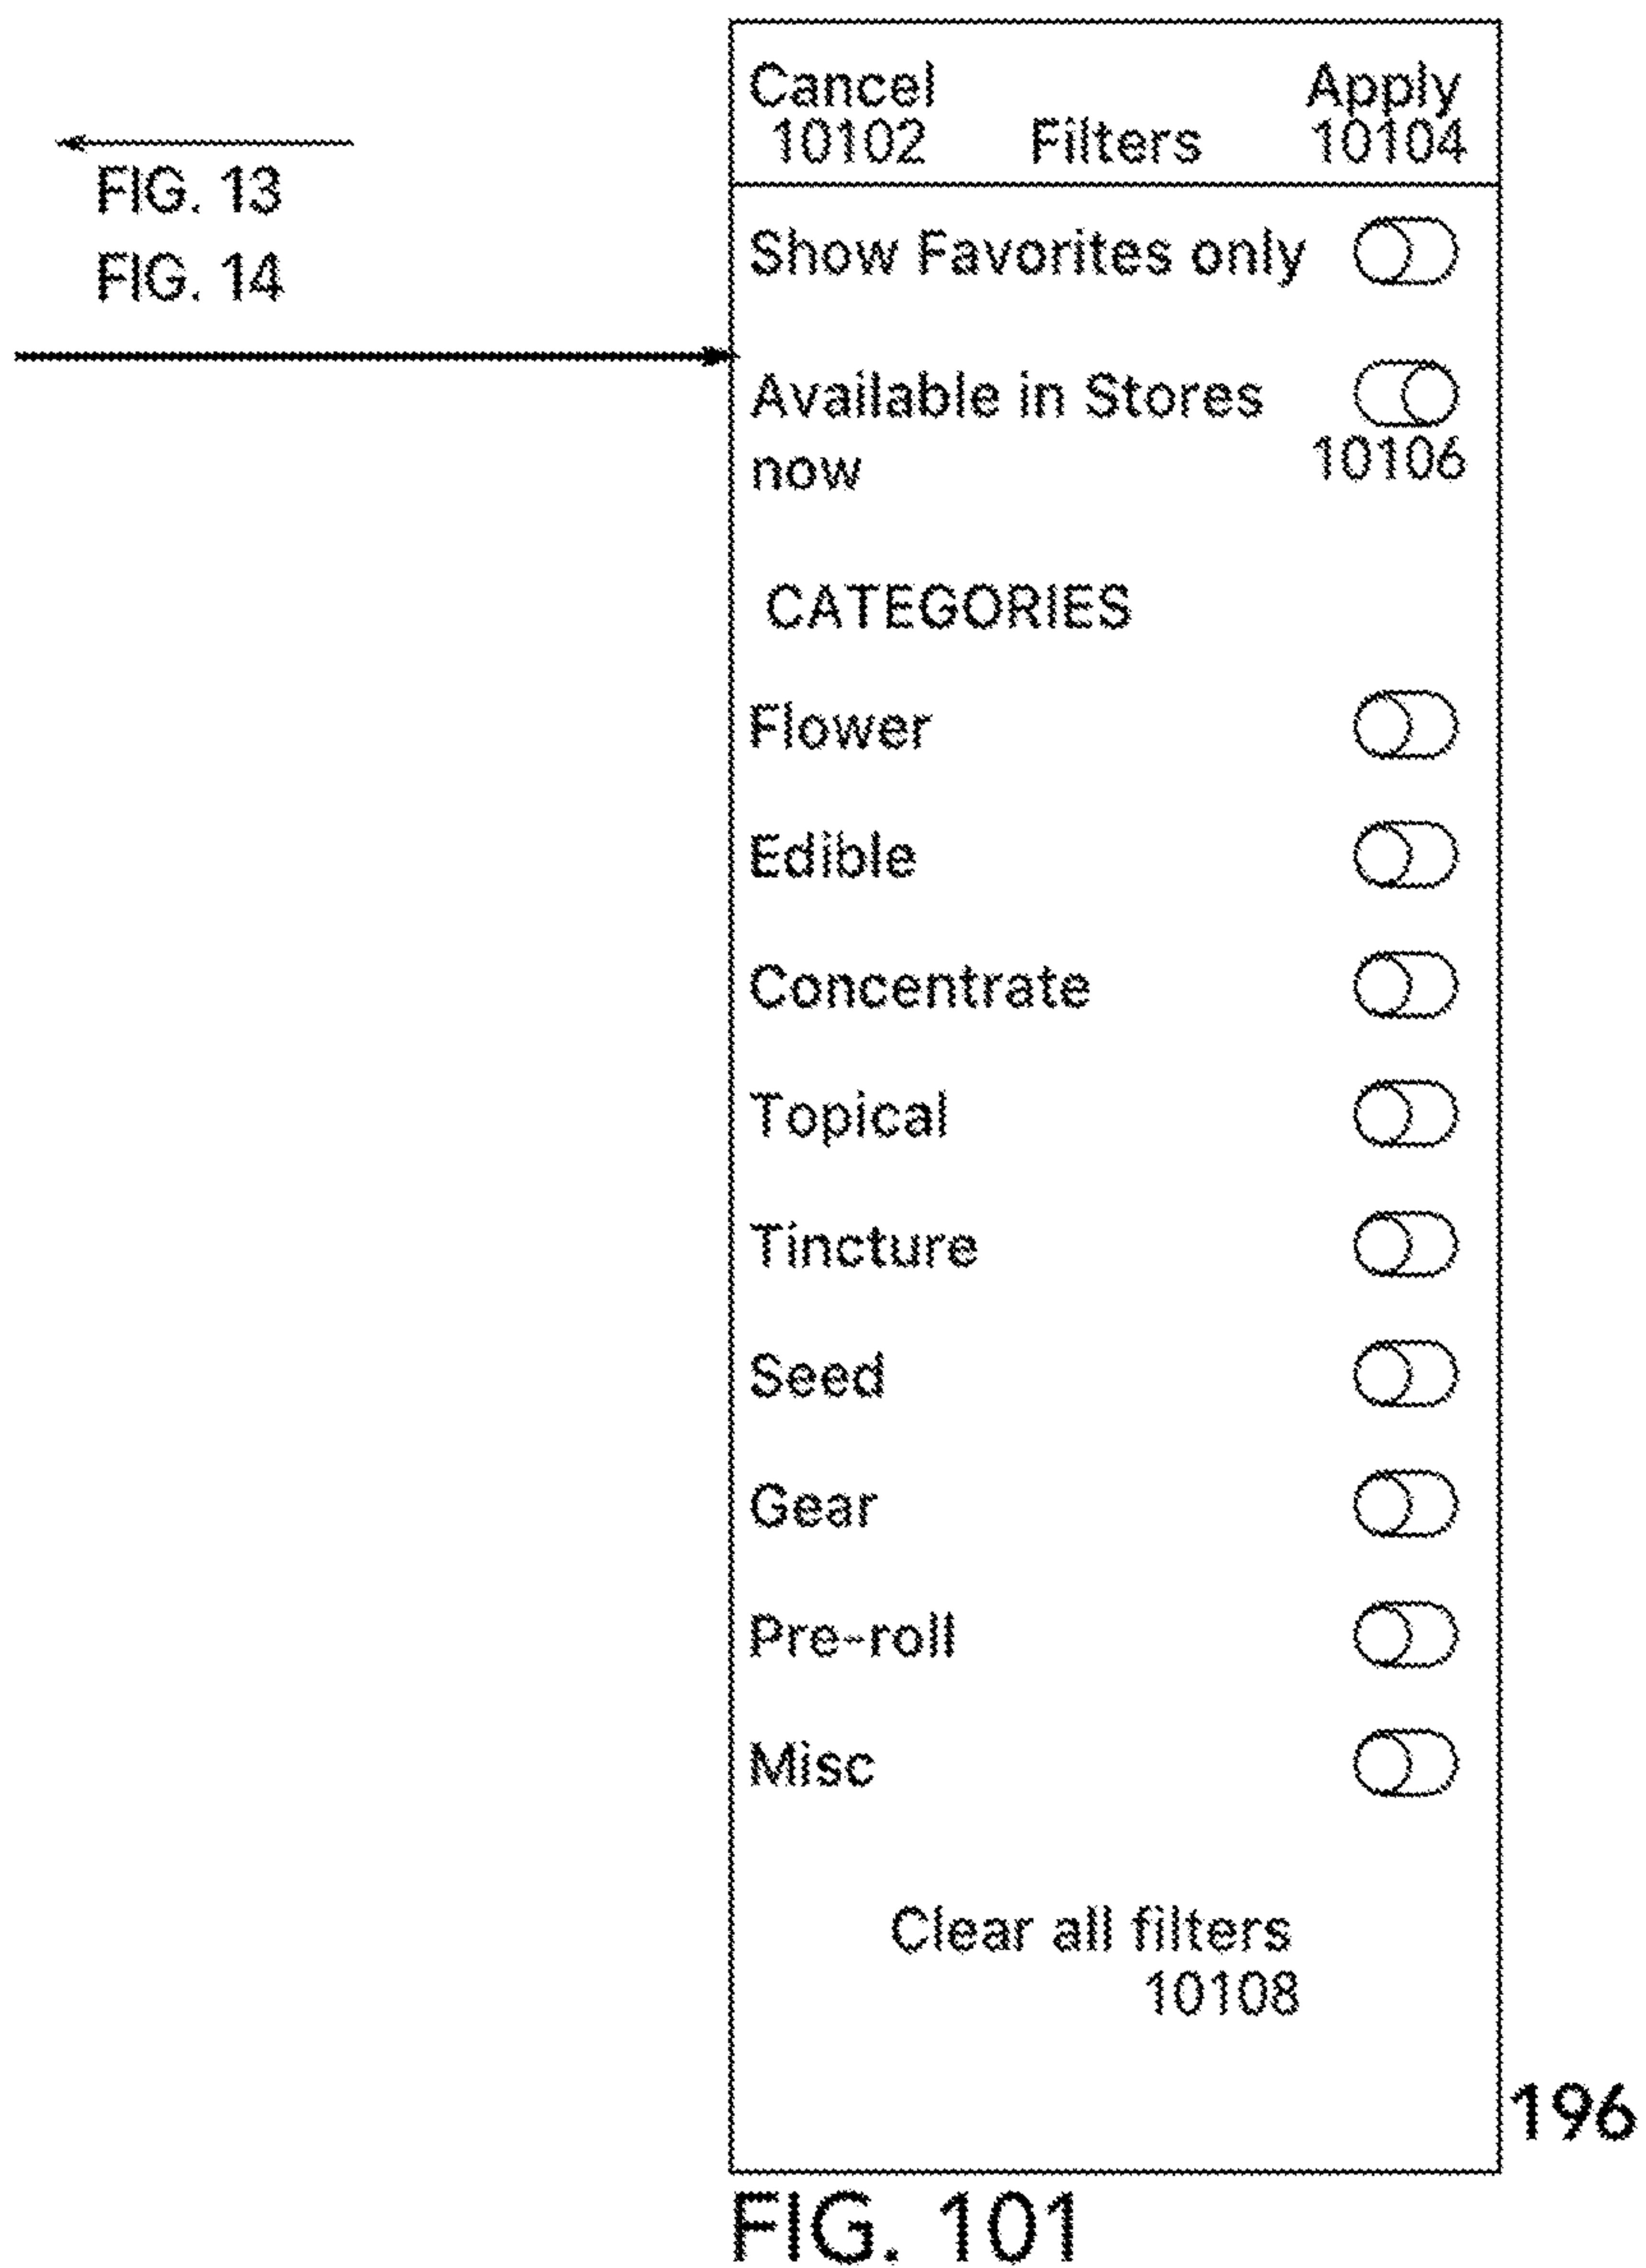 Cancel Apply
10102 Filters 10104
FIG. 13
FIG. 14
Show Favorites only
Available in Stores
now
10106
CATEGORIES
Flower
Edible
Concentrate
Topical
Tincture
Seed
Gear
Pre-roll
Misc
Clear all filters
10108
196
FIG. 101